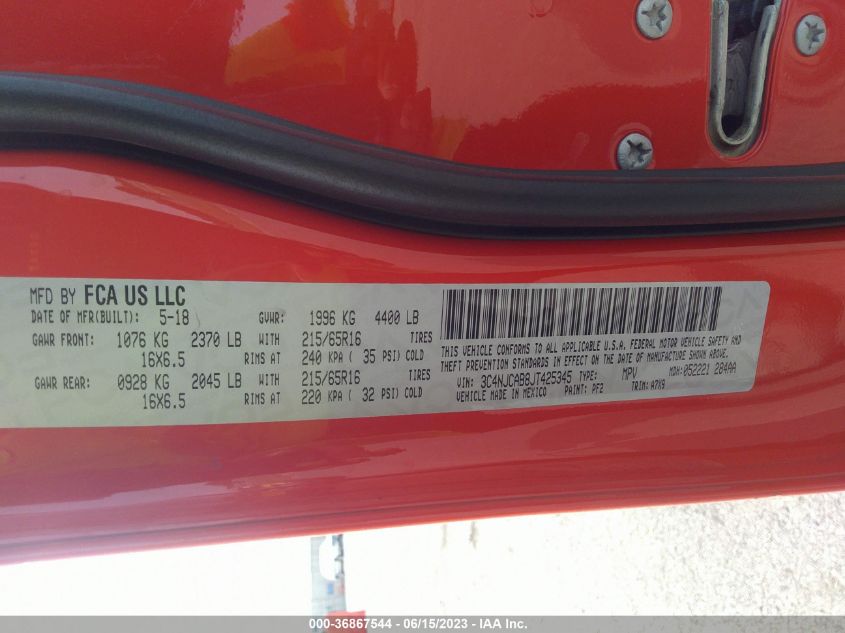 MFD BY FCA US LLC
DATE OF MFR(BUILT): 5-18 GVWR: 1996 KG 4400 LB
GAWR FRONT: 1076 KG 2370 LB WITH 215/65R16 TIRES
16X6.5 RIMS AT 240 KPA ( 35 PSI) COLD
GAWR REAR: 0928 KG 2045 LB WITH 215/65R16 TIRES
16X6.5 RIMS AT 220 KPA ( 32 PSI) COLD
THIS VEHICLE CONFORMS TO ALL APPLICABLE U.S.A. FEDERAL MOTOR VEHICLE SAFETY AND
THEFT PREVENTION STANDARDS IN EFFECT ON THE DATE OF MANUFACTURE SHOWN ABOVE.
VIN: 3C4NJCAB8JT425345 TYPE: MPV MDH:052221 284AA
VEHICLE MADE IN MEXICO PAINT: PF2 TRIM: A7X9
000-36867544 - 06/15/2023 - IAA Inc.